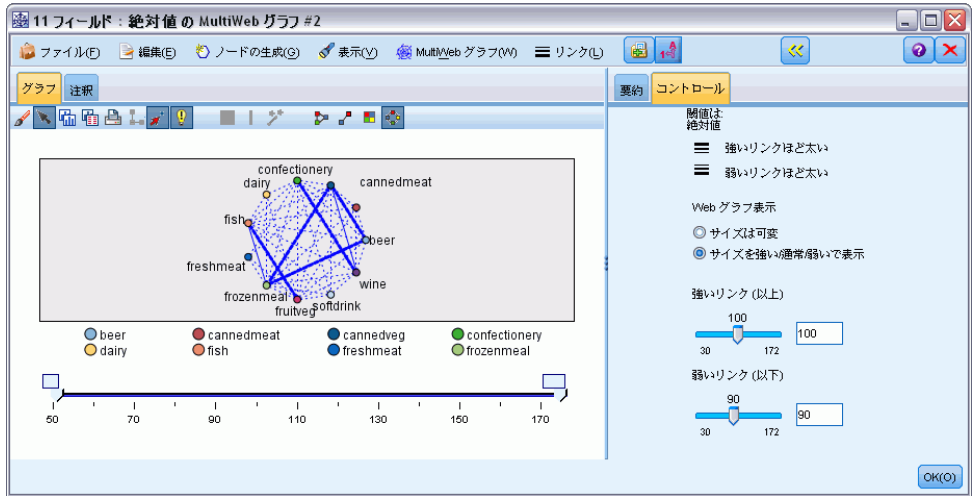 11 フィールド : 絶対値 の MultiWeb グラフ #2
ファイル(F) 編集(E) ノードの生成(G) 表示(V) MultiWeb グラフ(W) リンク(L)
グラフ 注釈
要約 コントロール
confectionery
dairy
cannedmeat
fish
beer
freshmeat
wine
frozenmeal
softdrink
fruitveg
beer cannedmeat cannedveg confectionery
dairy fish freshmeat frozenmeal
50 70 90 110 130 150 170
閾値は:
絶対値
強いリンクほど太い
弱いリンクほど太い
Web グラフ表示
サイズは可変
サイズを強い/通常/弱いで表示
強いリンク (以上)
100
100
30 172
弱いリンク (以下)
90
90
30 172
OK(O)